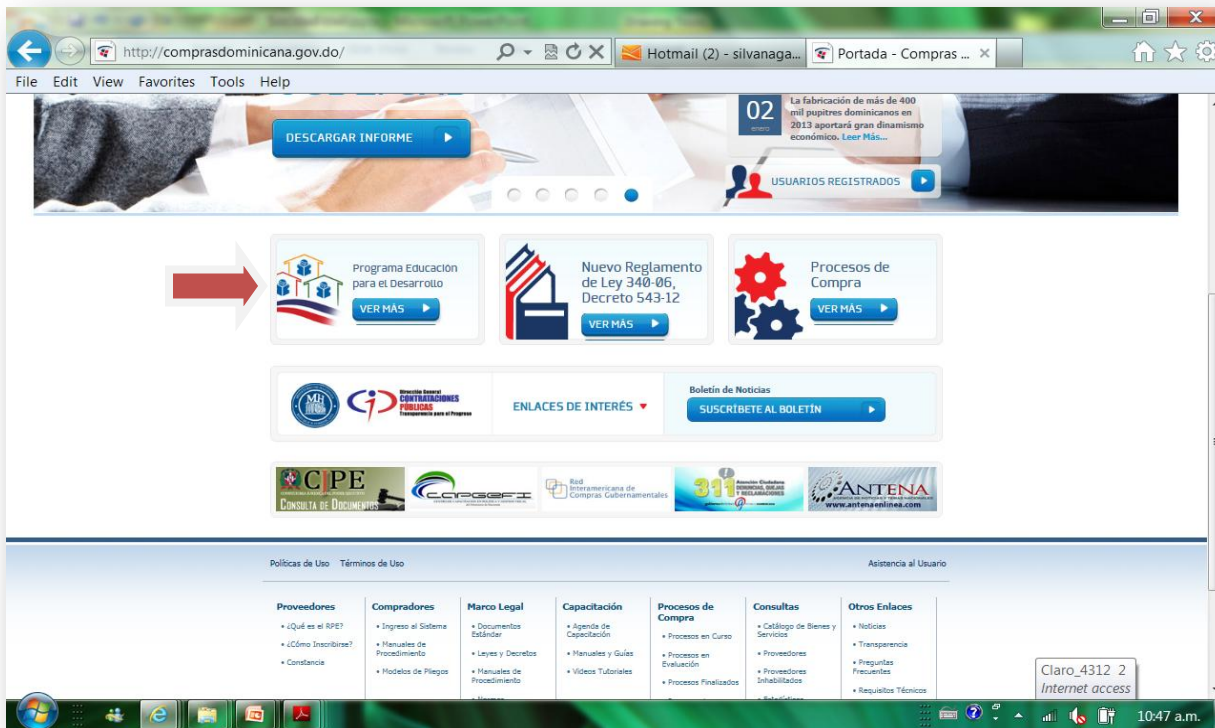 http://comprasdominicana.gov.do/
Hotmail (2) - silvanaga...
Portada - Compras ...
File Edit View Favorites Tools Help
DESCARGAR INFORME
02
enero
La fabricación de más de 400
mil pupitres dominicanos en
2013 aportará gran dinamismo
económico. Leer Más...
USUARIOS REGISTRADOS
Programa Educación
para el Desarrollo
VER MÁS
Nuevo Reglamento
de Ley 340-06,
Decreto 543-12
VER MÁS
Procesos de
Compra
VER MÁS
MH
Dirección General
CONTRATACIONES
PÚBLICAS
Transparencia para el Progreso
ENLACES DE INTERÉS
Boletín de Noticias
SUSCRÍBETE AL BOLETÍN
CJPE
CONSULTA DE DOCUMENTOS
CAPGEFI
Red
Interamericana de
Compras Gubernamentales
311
Atención Ciudadana
DENUNCIAS, QUEJAS
Y RECLAMACIONES
ANTENA
www.antenaenlinea.com
Políticas de Uso Términos de Uso
Asistencia al Usuario
Proveedores
• ¿Qué es el RPE?
• ¿Cómo Inscribirse?
• Constancia
Compradores
• Ingreso al Sistema
• Manuales de
Procedimiento
• Modelos de Pliegos
Marco Legal
• Documentos
Estándar
• Leyes y Decretos
• Manuales de
Procedimiento
Capacitación
• Agenda de
Capacitación
• Manuales y Guías
• Videos Tutoriales
Procesos de
Compra
• Procesos en Curso
• Procesos en
Evaluación
• Procesos Finalizados
Consultas
• Catálogo de Bienes y
Servicios
• Proveedores
• Proveedores
Inhabilitados
Otros Enlaces
• Noticias
• Transparencia
• Preguntas
Frecuentes
• Requisitos Técnicos
Claro_4312 2
Internet access
10:47 a.m.